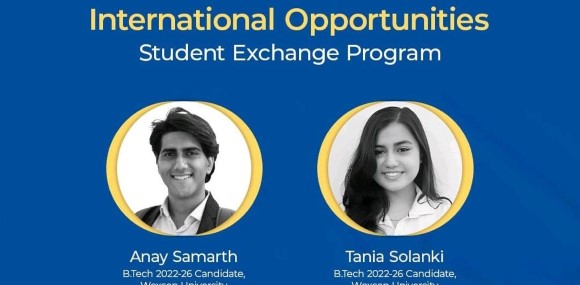 International Opportunities
Student Exchange Program
Anay Samarth
B.Tech 2022-26 Candidate,
Tania Solanki
B.Tech 2022-26 Candidate,